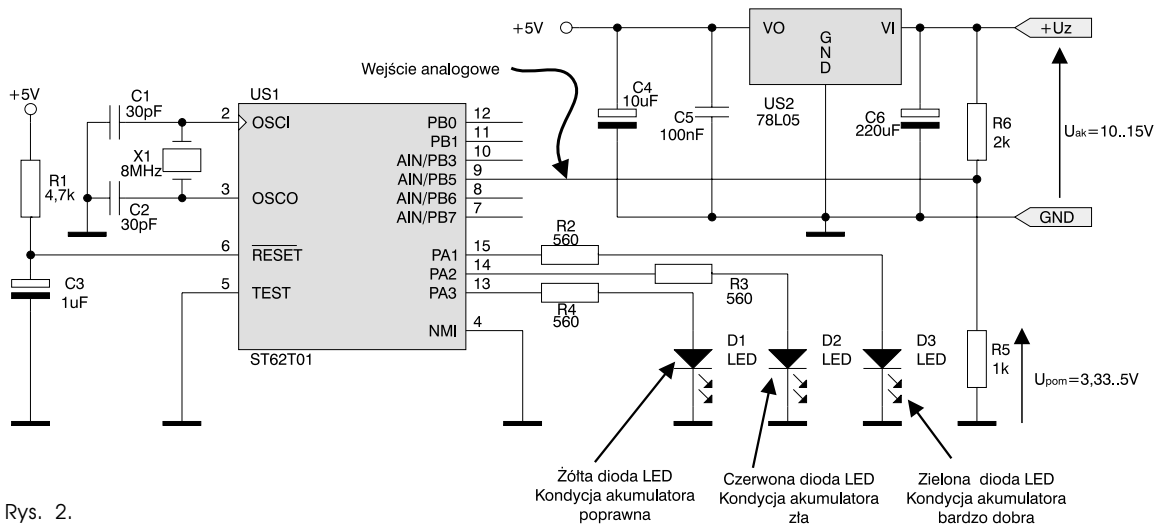 +5V
VO
GND
VI
+Uz
Wejście analogowe
US1
C4
10uF
C5
100nF
US2
78L05
C6
220uF
R6
2k
Uak=10..15V
+5V
C1
30pF
2
OSCI
PB0
12
PB1
11
X1
8MHz
AIN/PB3
10
AIN/PB5
9
R1
4,7k
3
OSCO
AIN/PB6
8
C2
30pF
AIN/PB7
7
GND
R2
560
6
RESET
PA1
15
PA2
14
R3
560
C3
1uF
5
TEST
PA3
13
R4
560
NMI
4
ST62T01
D1
LED
D2
LED
D3
LED
R5
1k
Upom=3,33..5V
Żółta dioda LED
Kondycja akumulatora
poprawna
Czerwona dioda LED
Kondycja akumulatora
zła
Zielona dioda LED
Kondycja akumulatora
bardzo dobra
Rys. 2.